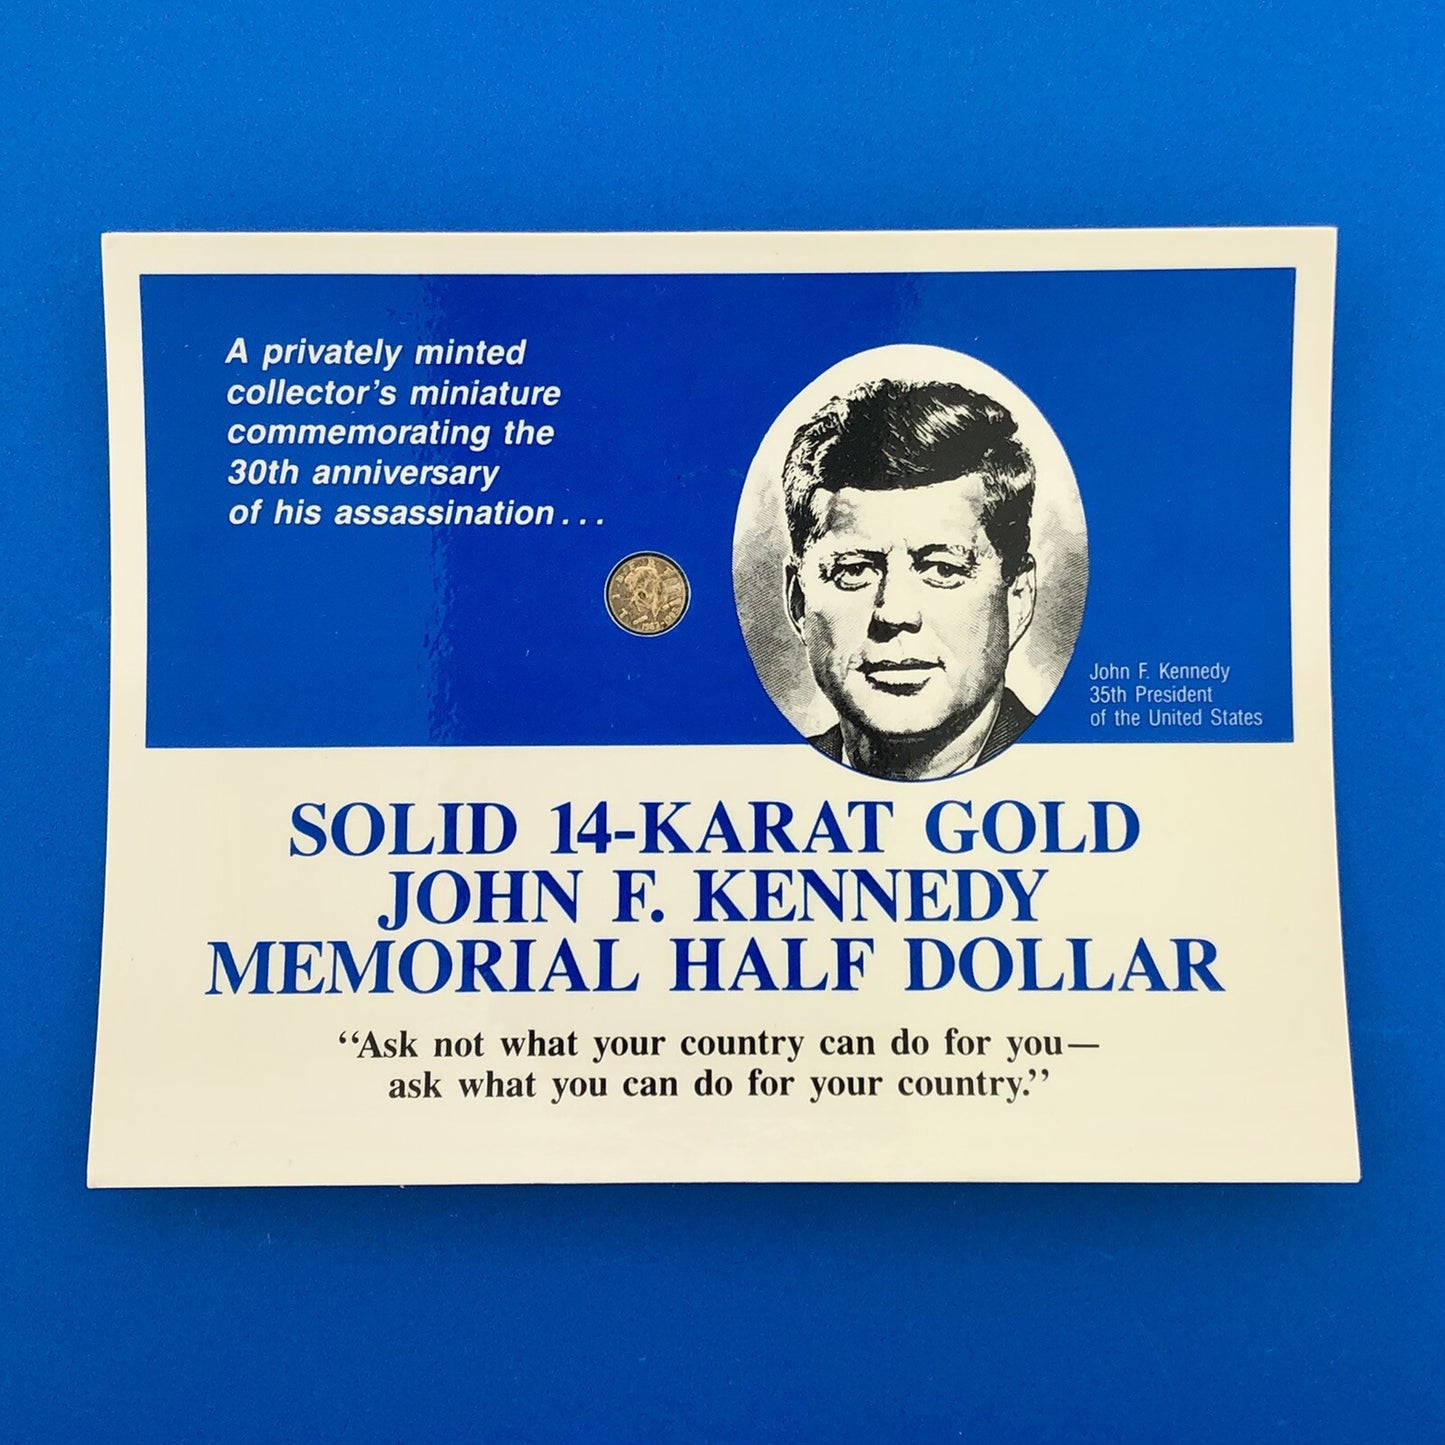 A privately minted
collector's miniature
commemorating the
30th anniversary
of his assassination...
John F. Kennedy
35th President
of the United States
SOLID 14-KARAT GOLD
JOHN F. KENNEDY
MEMORIAL HALF DOLLAR
“Ask not what your country can do for you—
ask what you can do for your country.”